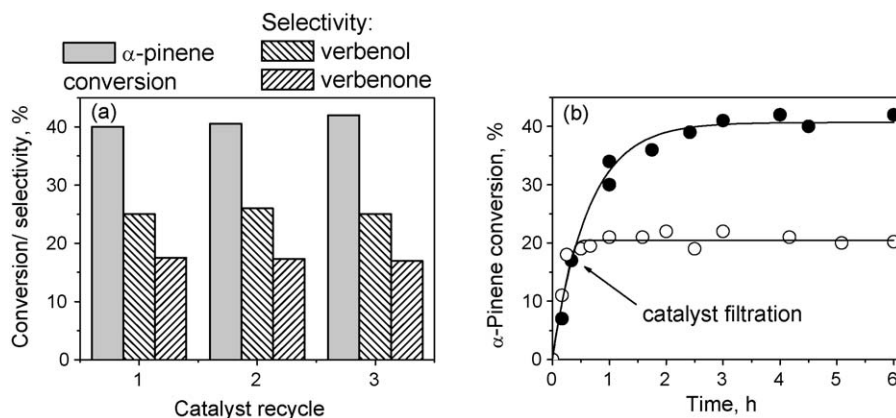 α-pinene
conversion
Selectivity:
verbenol
verbenone
(a)
Conversion/ selectivity, %
40
30
20
10
0
1 2 3
Catalyst recycle
(b)
α-Pinene conversion, %
40
30
20
10
0
catalyst filtration
0 1 2 3 4 5 6
Time, h